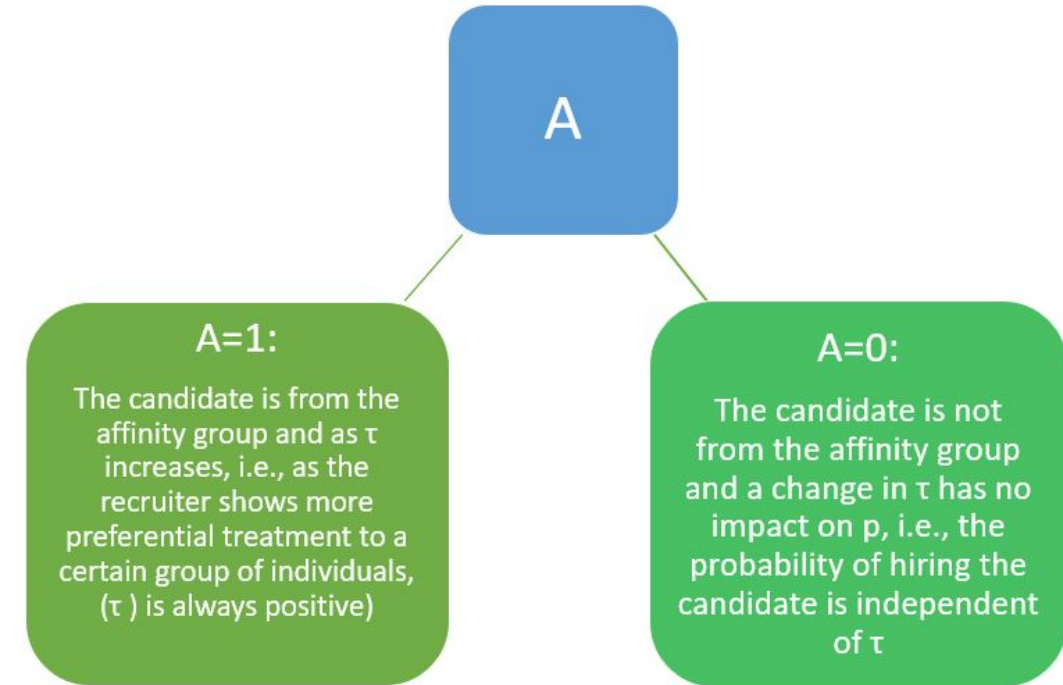 A
A=1:
The candidate is from the
affinity group and as τ
increases, i.e., as the
recruiter shows more
preferential treatment to a
certain group of individuals,
(τ ) is always positive)
A=0:
The candidate is not
from the affinity group
and a change in τ has no
impact on p, i.e., the
probability of hiring the
candidate is independent
of τ